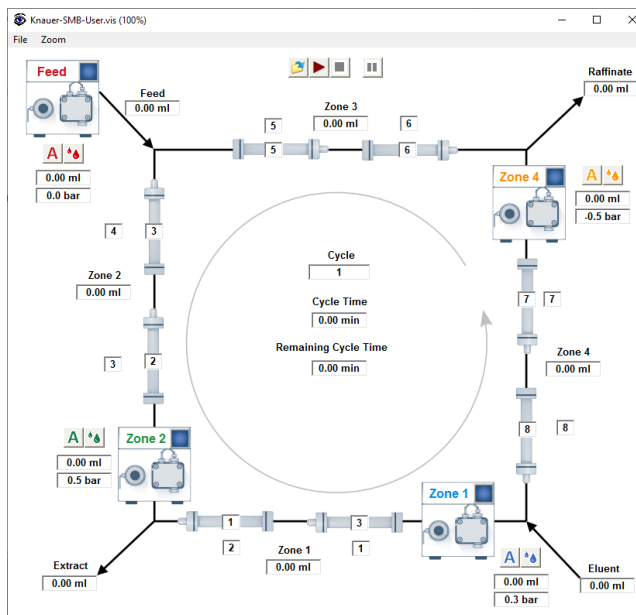 Knauer-SMB-User.vis (100%)
File Zoom
Feed
Feed
0.00 ml
A
0.00 ml
0.0 bar
Zone 3
0.00 ml
5
6
5
6
Raffinate
0.00 ml
Zone 4
A
0.00 ml
-0.5 bar
4
3
Zone 2
0.00 ml
3
2
Cycle
1
Cycle Time
0.00 min
Remaining Cycle Time
0.00 min
7
7
Zone 4
0.00 ml
8
8
A
0.00 ml
0.5 bar
Zone 2
Zone 1
1
3
2
Zone 1
0.00 ml
1
Extract
0.00 ml
A
0.00 ml
0.3 bar
Eluent
0.00 ml